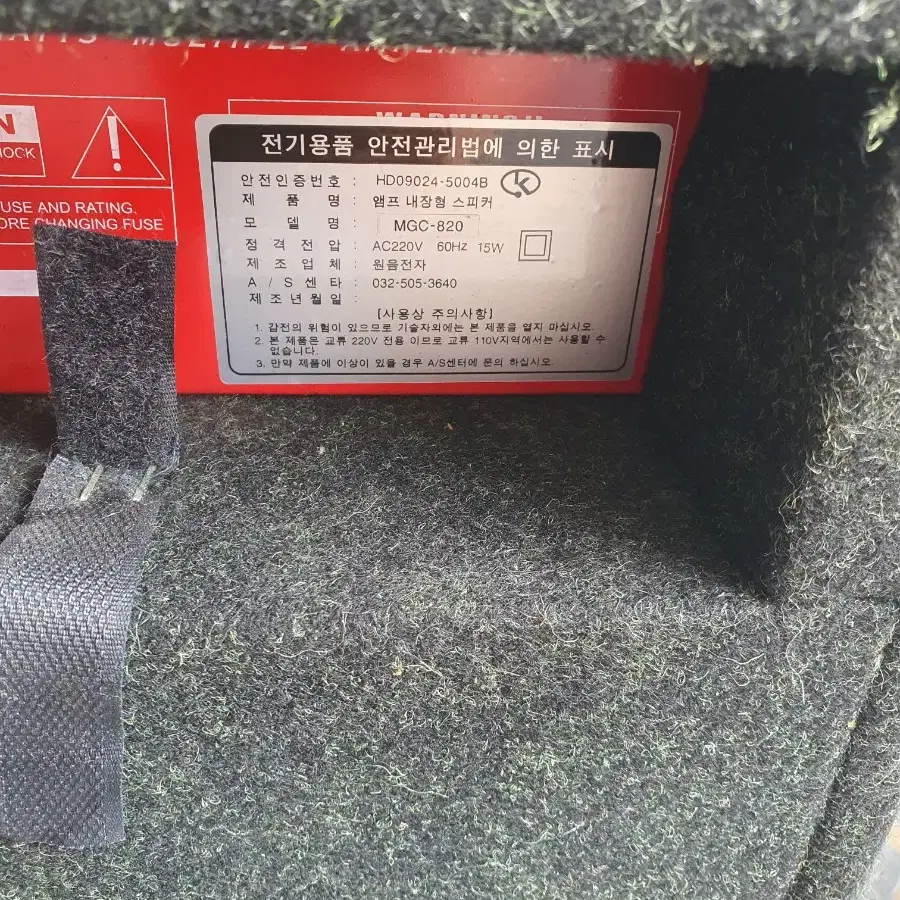 WARNING!!
N
HOCK
USE AND RATING.
ORE CHANGING FUSE
전기용품 안전관리법에 의한 표시
안전인증번호 : HD09024-5004B
제 품 명 : 앰프 내장형 스피커
모 델 명 : MGC-820
정격전압 : AC220V 60Hz 15W
제조업체 : 원음전자
A / S 센타 : 032-505-3640
제조년월일 :
[사용상 주의사항]
1. 감전의 위험이 있으므로 기술자외에는 본 제품을 열지 마십시오.
2. 본 제품은 교류 220V 전용 이므로 교류 110V지역에서는 사용할 수
없습니다.
3. 만약 제품에 이상이 있을 경우 A/S센터에 문의 하십시오.